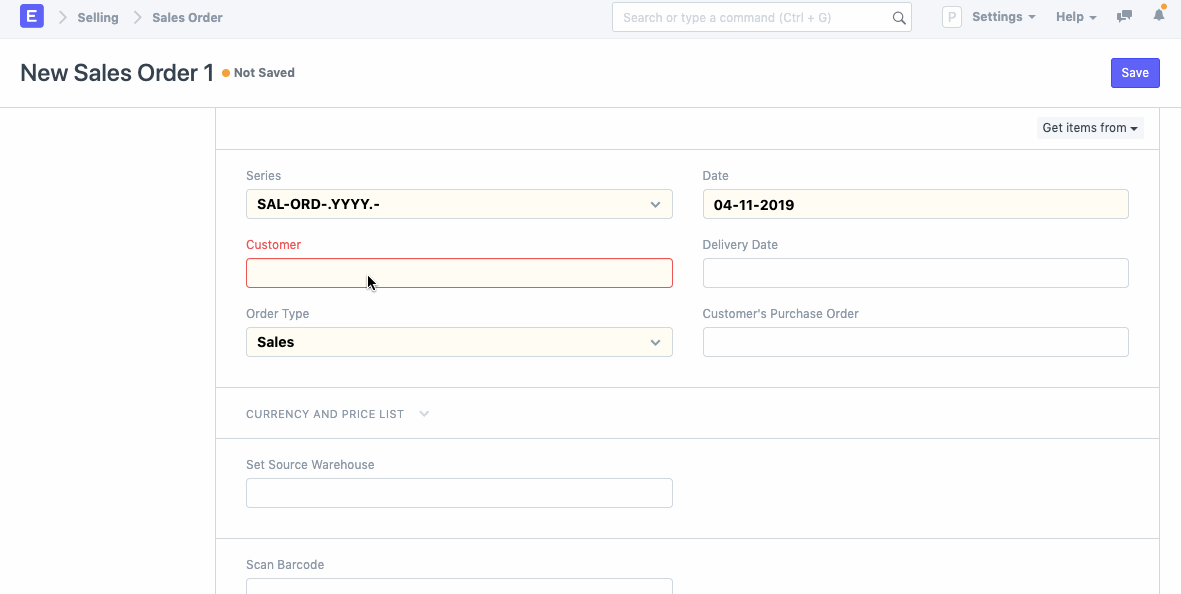 E Selling Sales Order Search or type a command (Ctrl + G) P Settings Help
New Sales Order 1 Not Saved Save
Get items from
Series Date
SAL-ORD-.YYYY.- 04-11-2019
Customer Delivery Date
Order Type Customer's Purchase Order
Sales
CURRENCY AND PRICE LIST
Set Source Warehouse
Scan Barcode